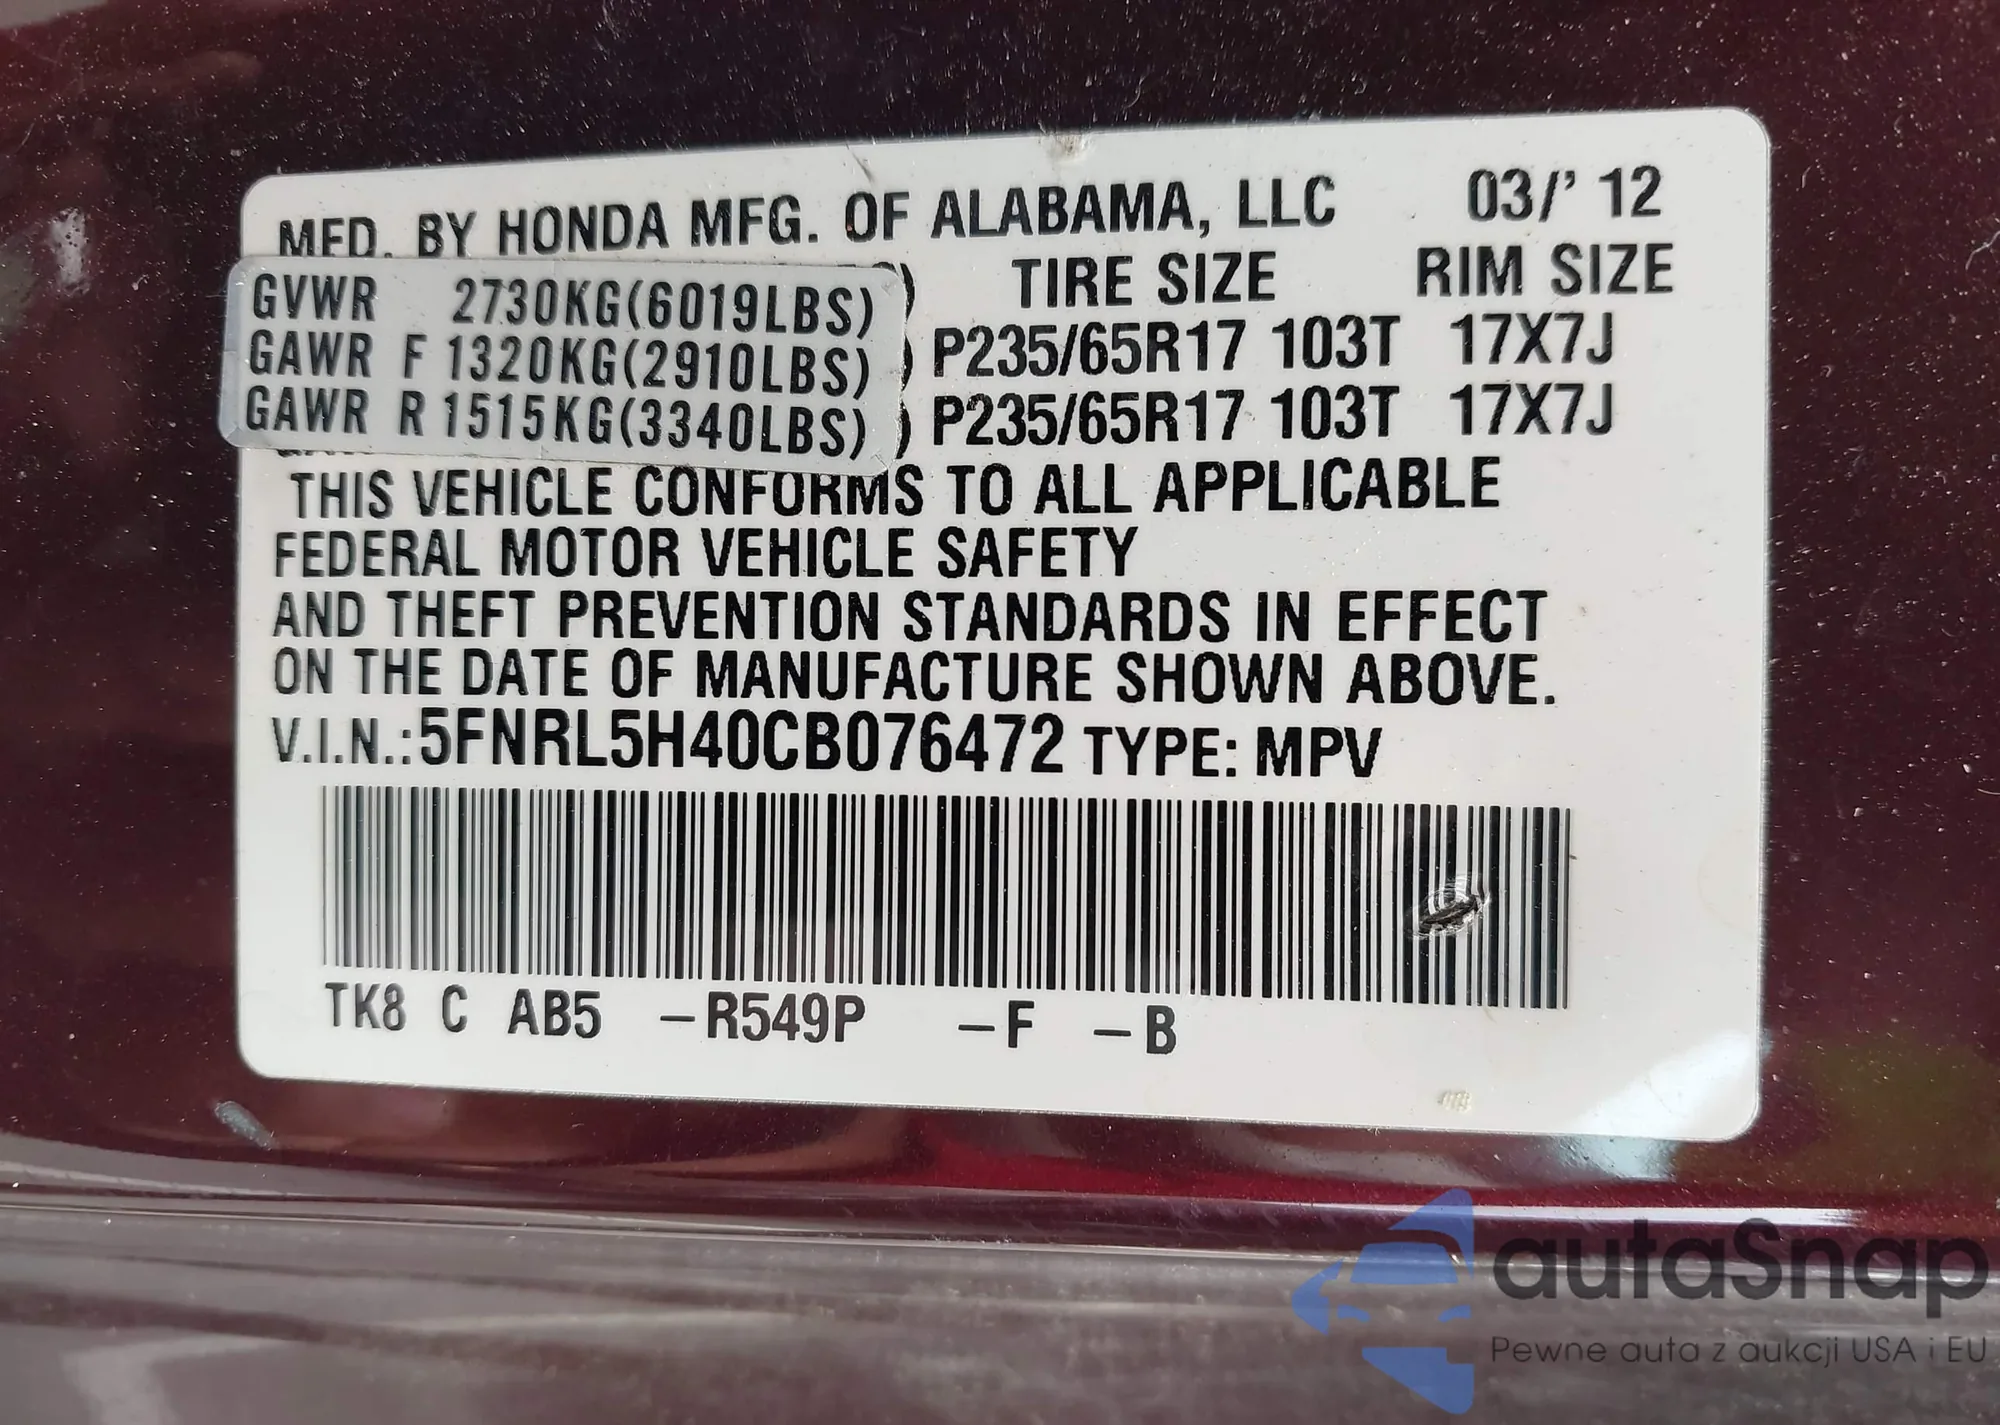 MFD. BY HONDA MFG. OF ALABAMA, LLC 03/' 12
TIRE SIZE RIM SIZE
GVWR 2730KG(6019LBS)
GAWR F 1320KG(2910LBS) ) P235/65R17 103T 17X7J
GAWR R 1515KG(3340LBS) ) P235/65R17 103T 17X7J
THIS VEHICLE CONFORMS TO ALL APPLICABLE
FEDERAL MOTOR VEHICLE SAFETY
AND THEFT PREVENTION STANDARDS IN EFFECT
ON THE DATE OF MANUFACTURE SHOWN ABOVE.
V.I.N.:5FNRL5H40CB076472 TYPE: MPV
TK8 C AB5 –R549P –F –B
autaSnap
Pewne auta z aukcji USA i EU